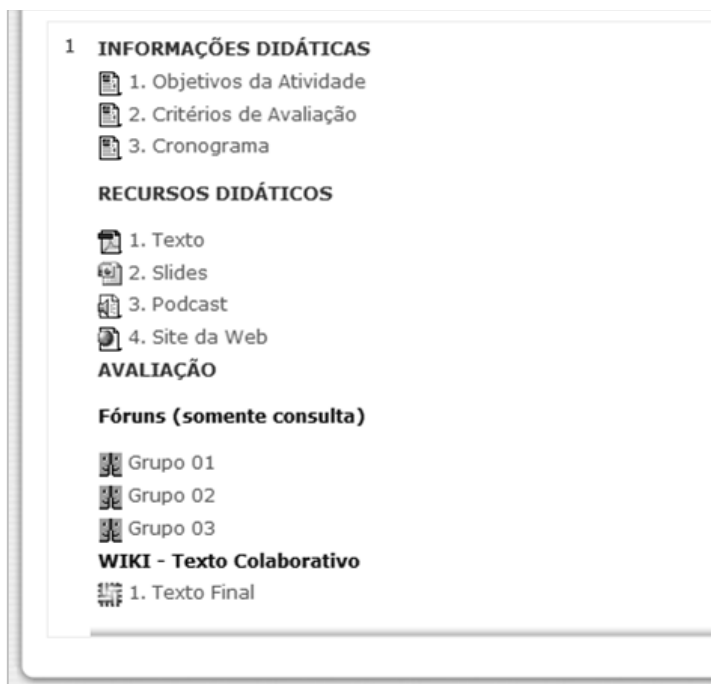 1 INFORMAÇÕES DIDÁTICAS
1. Objetivos da Atividade
2. Critérios de Avaliação
3. Cronograma
RECURSOS DIDÁTICOS
1. Texto
2. Slides
3. Podcast
4. Site da Web
AVALIAÇÃO
Fóruns (somente consulta)
Grupo 01
Grupo 02
Grupo 03
WIKI - Texto Colaborativo
1. Texto Final